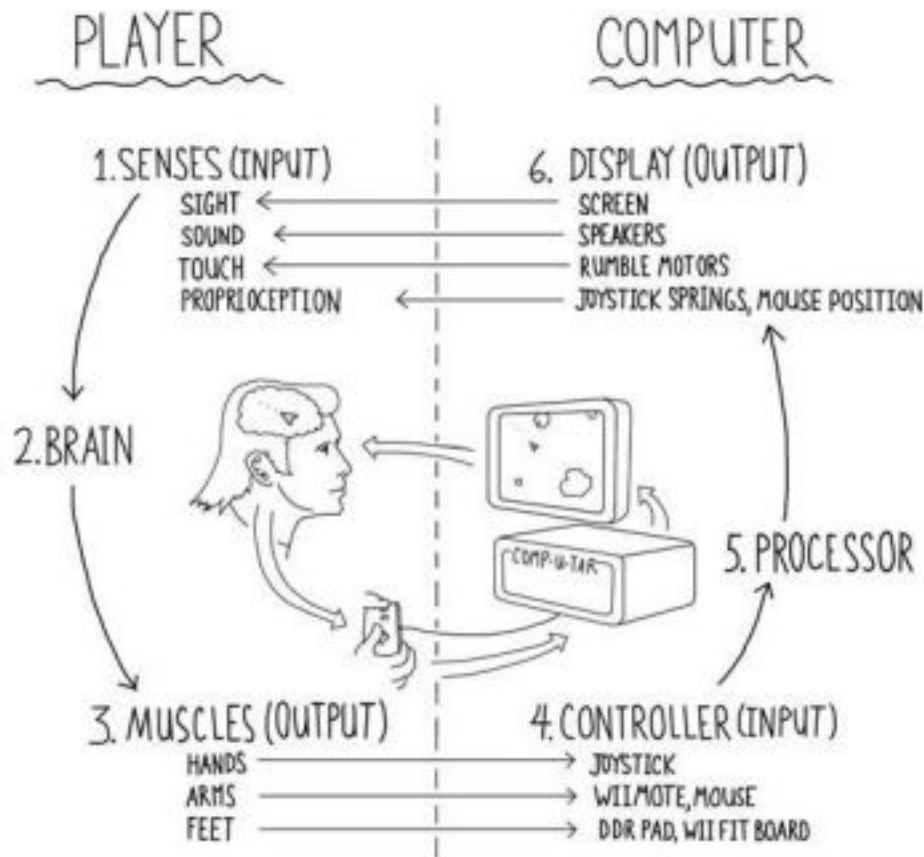 PLAYER
COMPUTER
1. SENSES (INPUT)
SIGHT
SOUND
TOUCH
PROPRIOCEPTION
6. DISPLAY (OUTPUT)
SCREEN
SPEAKERS
RUMBLE MOTORS
JOYSTICK SPRINGS, MOUSE POSITION
2. BRAIN
COMP-U-TAR
5. PROCESSOR
3. MUSCLES (OUTPUT)
HANDS
ARMS
FEET
4. CONTROLLER (INPUT)
JOYSTICK
WIIMOTE, MOUSE
DDR PAD, WII FIT BOARD